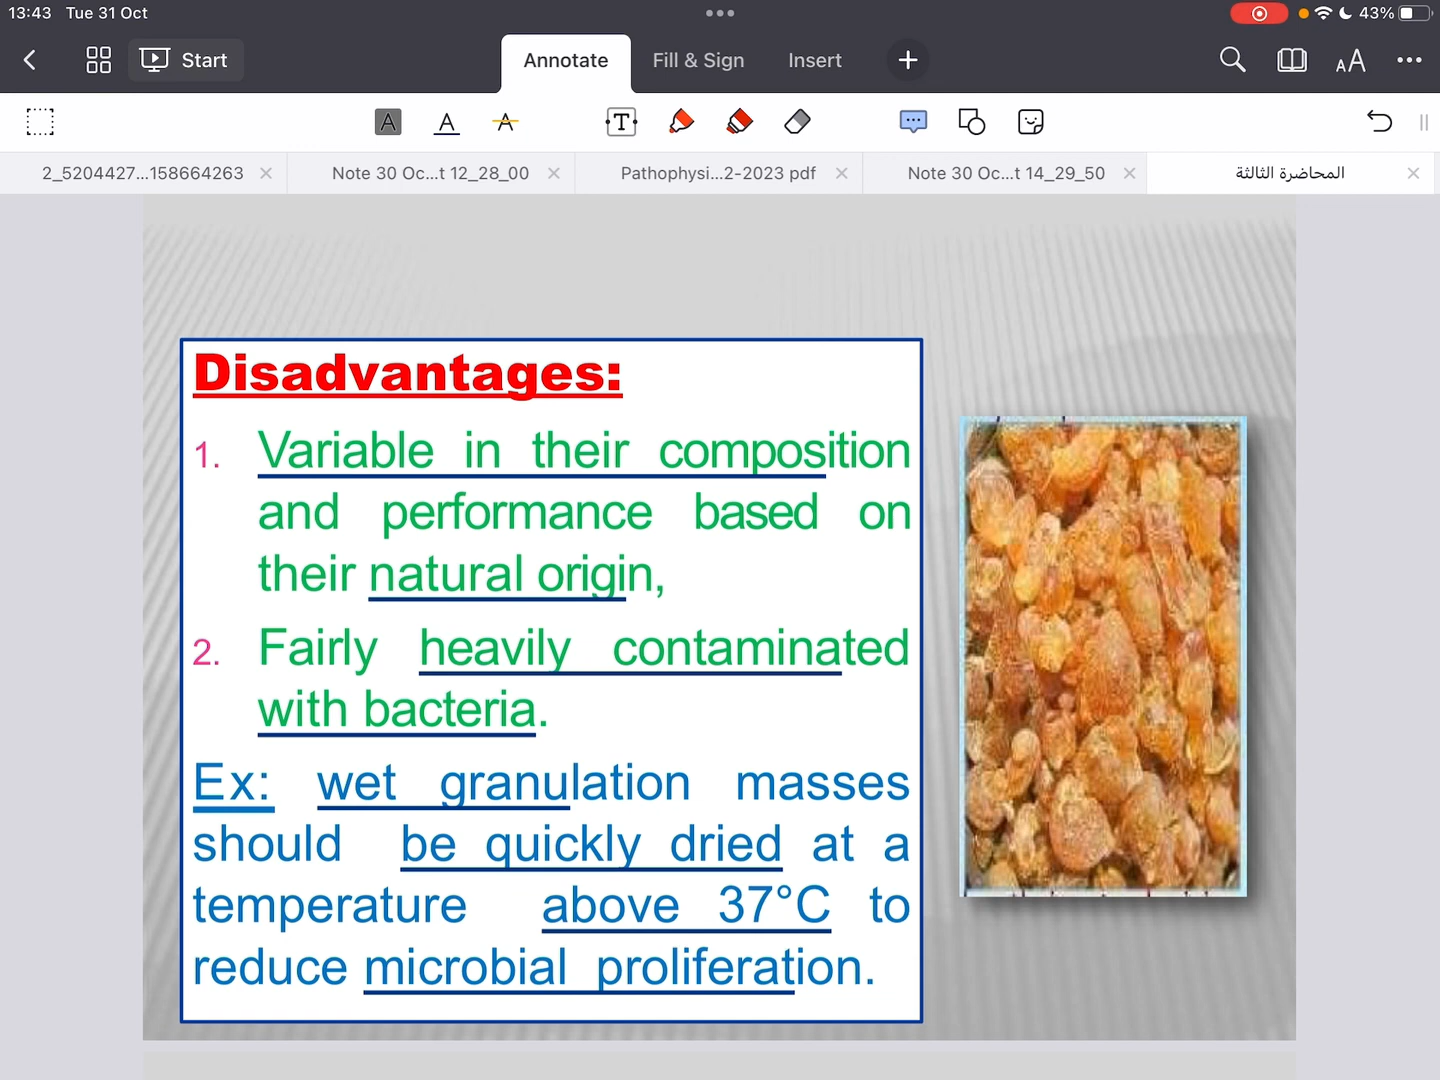 13:43 Tue 31 Oct
43%
Start
Annotate
Fill & Sign
Insert
2_5204427...158664263
Note 30 Oc...t 12_28_00
Pathophysi...2-2023 pdf
Note 30 Oc...t 14_29_50
المحاضرة الثالثة
Disadvantages:
1. Variable in their composition
and performance based on
their natural origin,
2. Fairly heavily contaminated
with bacteria.
Ex: wet granulation masses
should be quickly dried at a
temperature above 37°C to
reduce microbial proliferation.